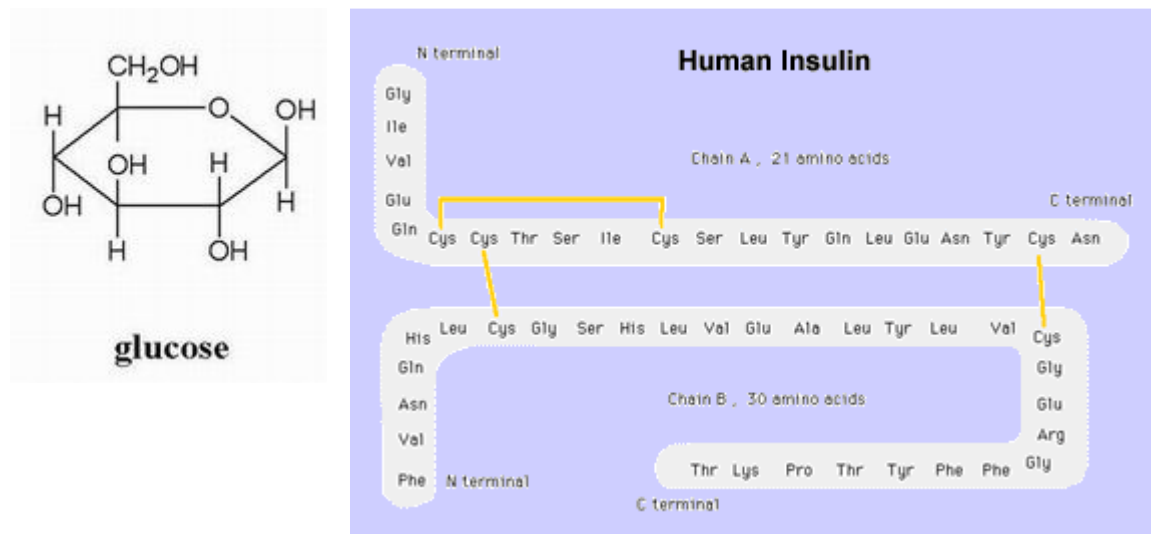 CH₂OH
H
O
OH
OH
H
OH
H
H
OH
glucose
N terminal
Human Insulin
Gly
Ile
Val
Glu
Gln
Chain A , 21 amino acids
C terminal
Cys Cys Thr Ser Ile Cys Ser Leu Tyr Gln Leu Glu Asn Tyr Cys Asn
His Leu Cys Gly Ser His Leu Val Glu Ala Leu Tyr Leu Val Cys
Gln
Asn
Val
Phe
N terminal
Chain B , 30 amino acids
Gly
Glu
Arg
Gly
Thr Lys Pro Thr Tyr Phe Phe
C terminal